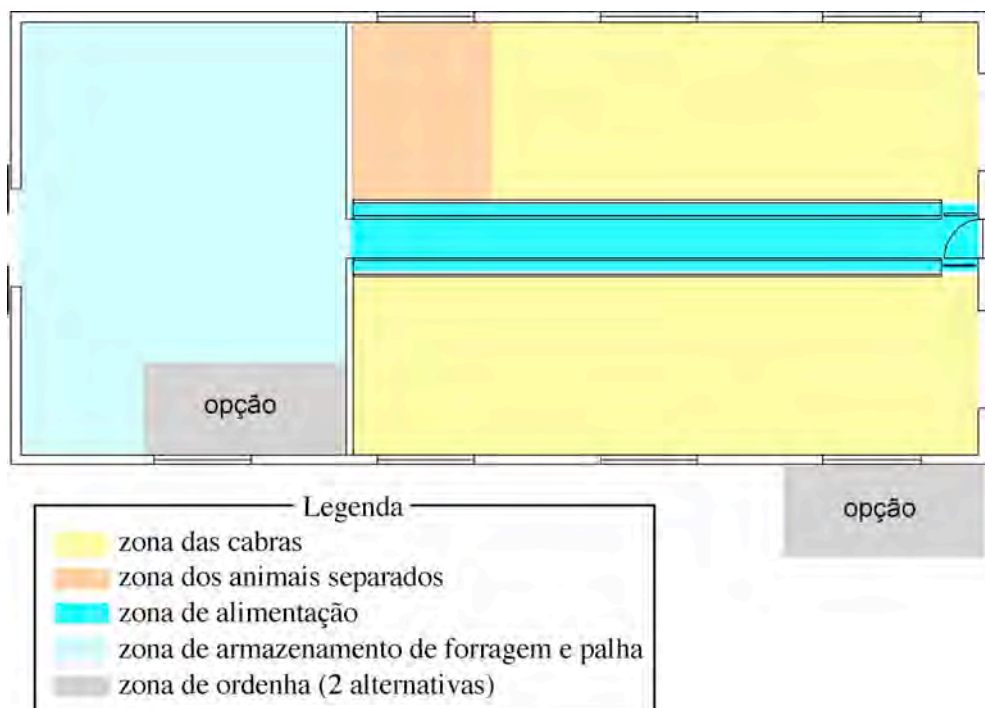 opção
opção
Legenda
zona das cabras
zona dos animais separados
zona de alimentação
zona de armazenamento de forragem e palha
zona de ordenha (2 alternativas)